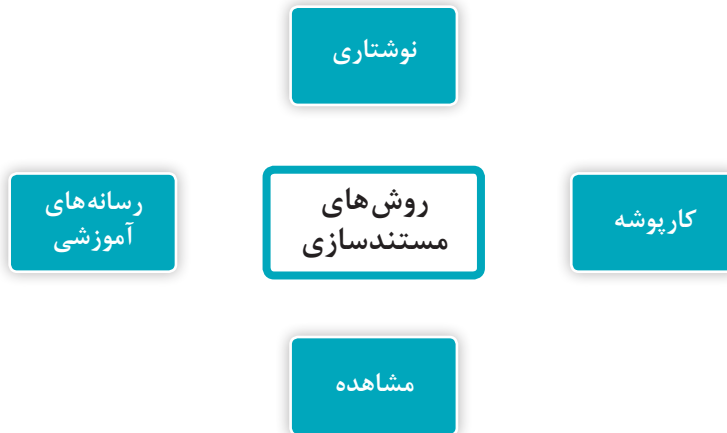 نوشتاری
کارپوشه
روش‌های
مستندسازی
رسانه‌های
آموزشی
مشاهده